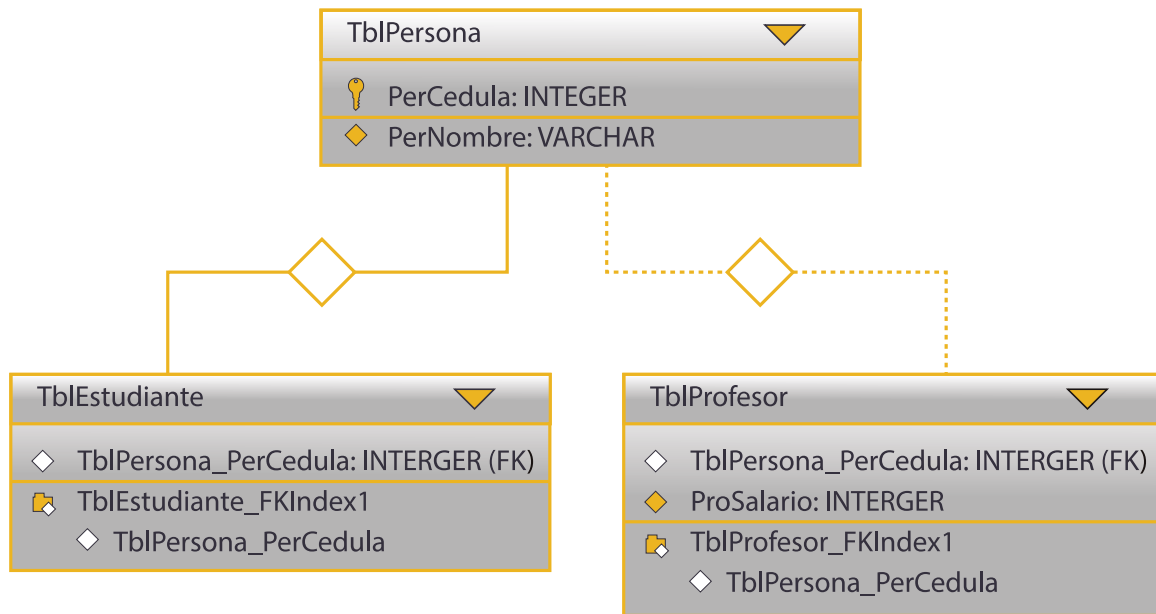 TblPersona
PerCedula: INTEGER
PerNombre: VARCHAR
TblEstudiante
TblPersona_PerCedula: INTERGER (FK)
TblEstudiante_FKIndex1
TblPersona_PerCedula
TblProfesor
TblPersona_PerCedula: INTERGER (FK)
ProSalario: INTERGER
TblProfesor_FKIndex1
TblPersona_PerCedula